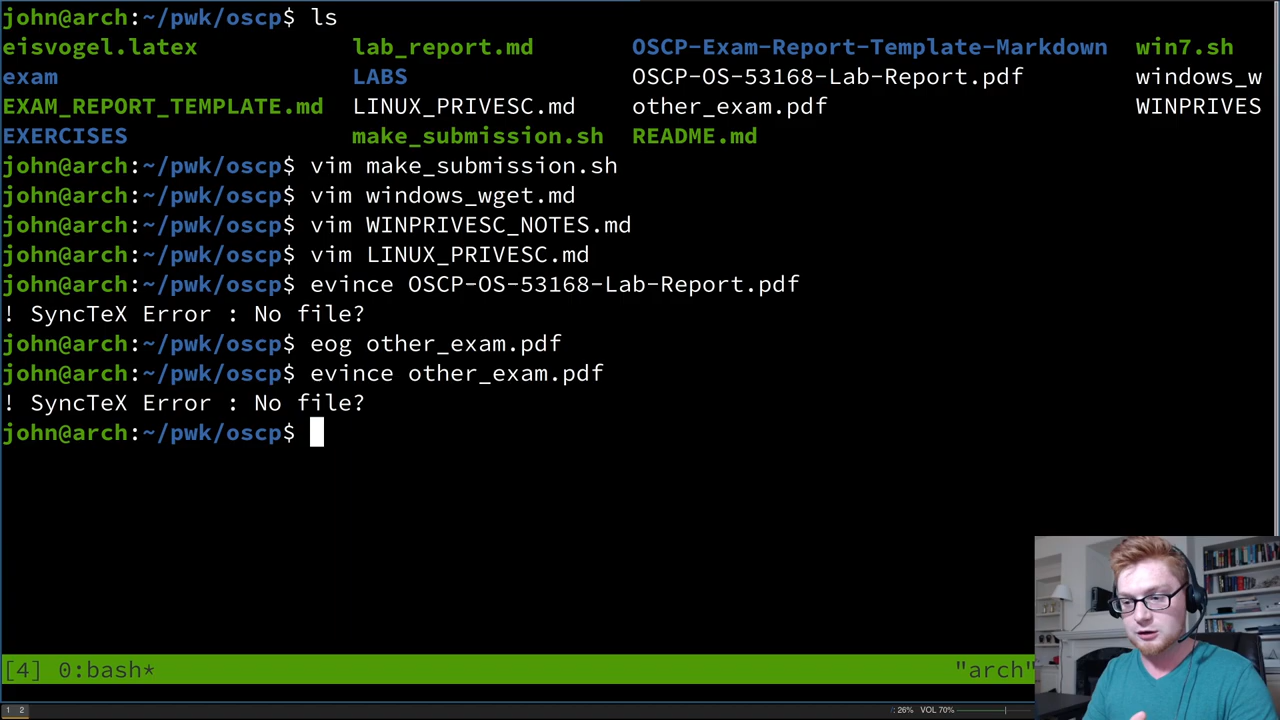 john@arch:~/pwk/oscp$ ls
eisvogel.latex lab_report.md OSCP-Exam-Report-Template-Markdown win7.sh
exam LABS OSCP-OS-53168-Lab-Report.pdf windows_w
EXAM_REPORT_TEMPLATE.md LINUX_PRIVESC.md other_exam.pdf WINPRIVES
EXERCISES make_submission.sh README.md
john@arch:~/pwk/oscp$ vim make_submission.sh
john@arch:~/pwk/oscp$ vim windows_wget.md
john@arch:~/pwk/oscp$ vim WINPRIVESC_NOTES.md
john@arch:~/pwk/oscp$ vim LINUX_PRIVESC.md
john@arch:~/pwk/oscp$ evince OSCP-OS-53168-Lab-Report.pdf
! SyncTeX Error : No file?
john@arch:~/pwk/oscp$ eog other_exam.pdf
john@arch:~/pwk/oscp$ evince other_exam.pdf
! SyncTeX Error : No file?
john@arch:~/pwk/oscp$
[4] 0:bash* "arch"
1 2 26% VOL 70%